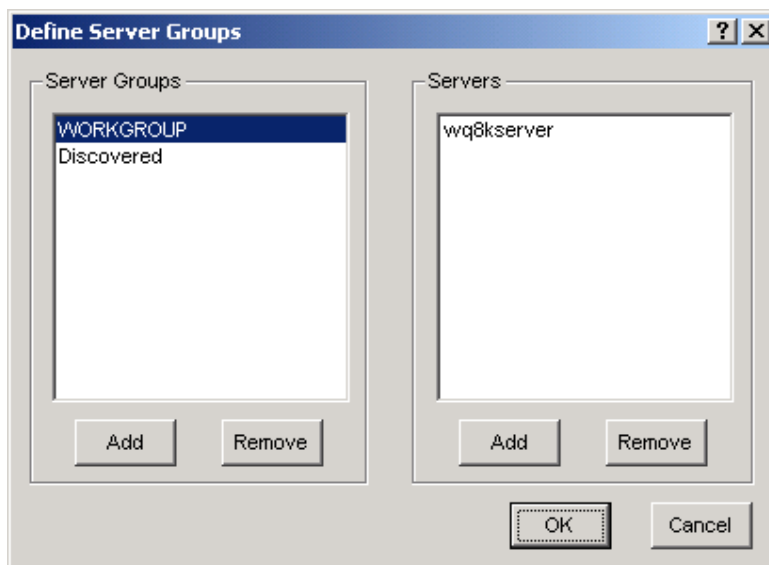 Define Server Groups
Server Groups
WORKGROUP
Discovered
Add
Remove
Servers
wq8kserver
Add
Remove
OK
Cancel